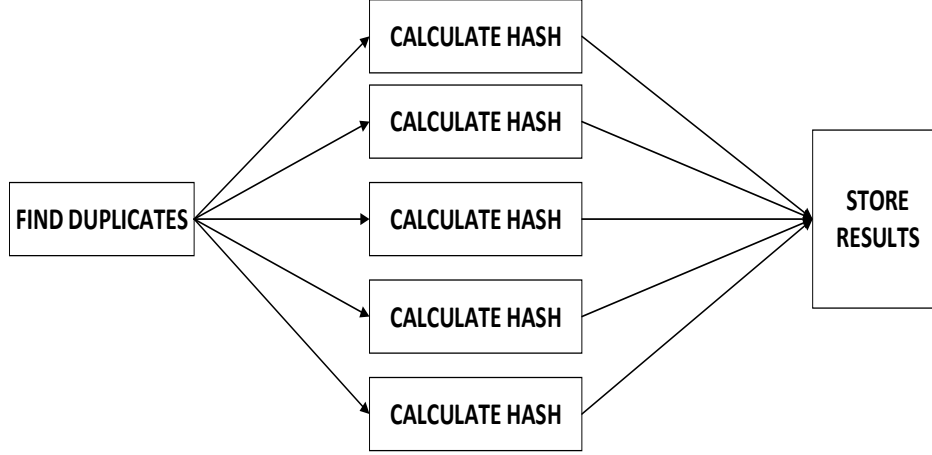 CALCULATE HASH
CALCULATE HASH
FIND DUPLICATES
CALCULATE HASH
STORE
RESULTS
CALCULATE HASH
CALCULATE HASH